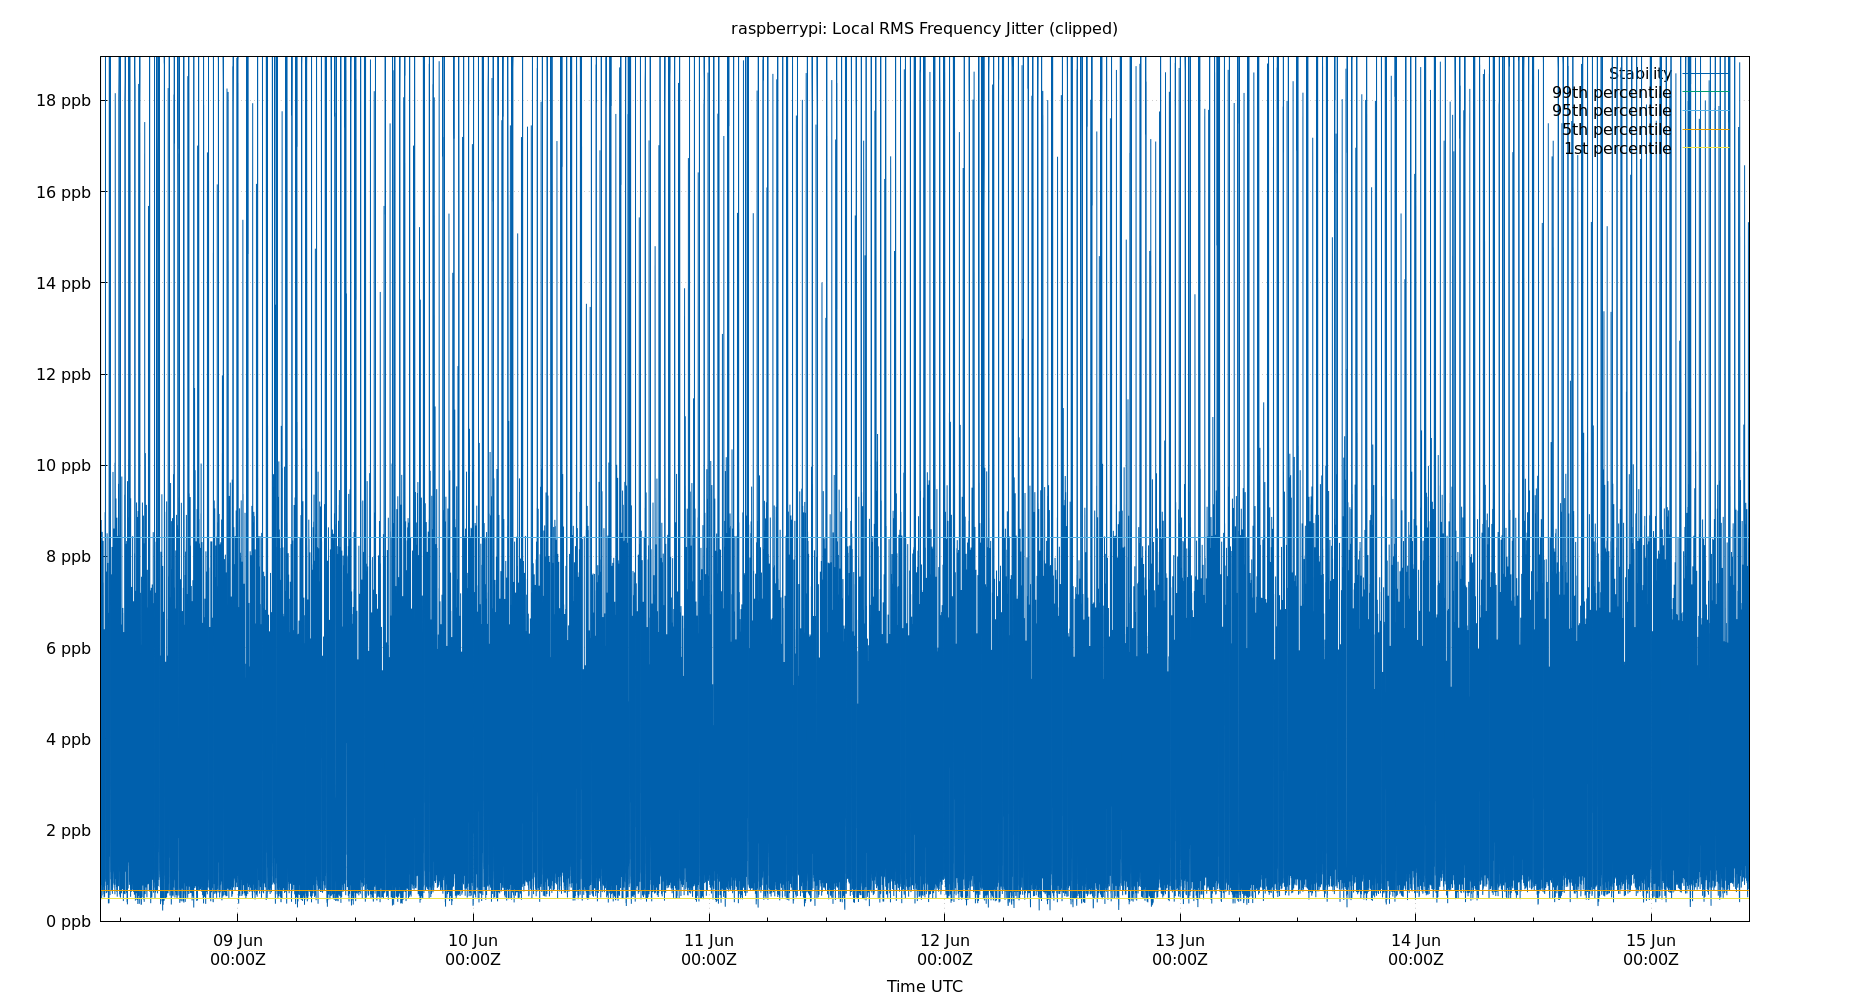 raspberrypi: Local RMS Frequency Jitter (clipped)
Stability
99th percentile
95th percentile
5th percentile
1st percentile
18 ppb
16 ppb
14 ppb
12 ppb
10 ppb
8 ppb
6 ppb
4 ppb
2 ppb
0 ppb
09 Jun 10 Jun 11 Jun 12 Jun 13 Jun 14 Jun 15 Jun
00:00Z 00:00Z 00:00Z 00:00Z 00:00Z 00:00Z 00:00Z
Time UTC